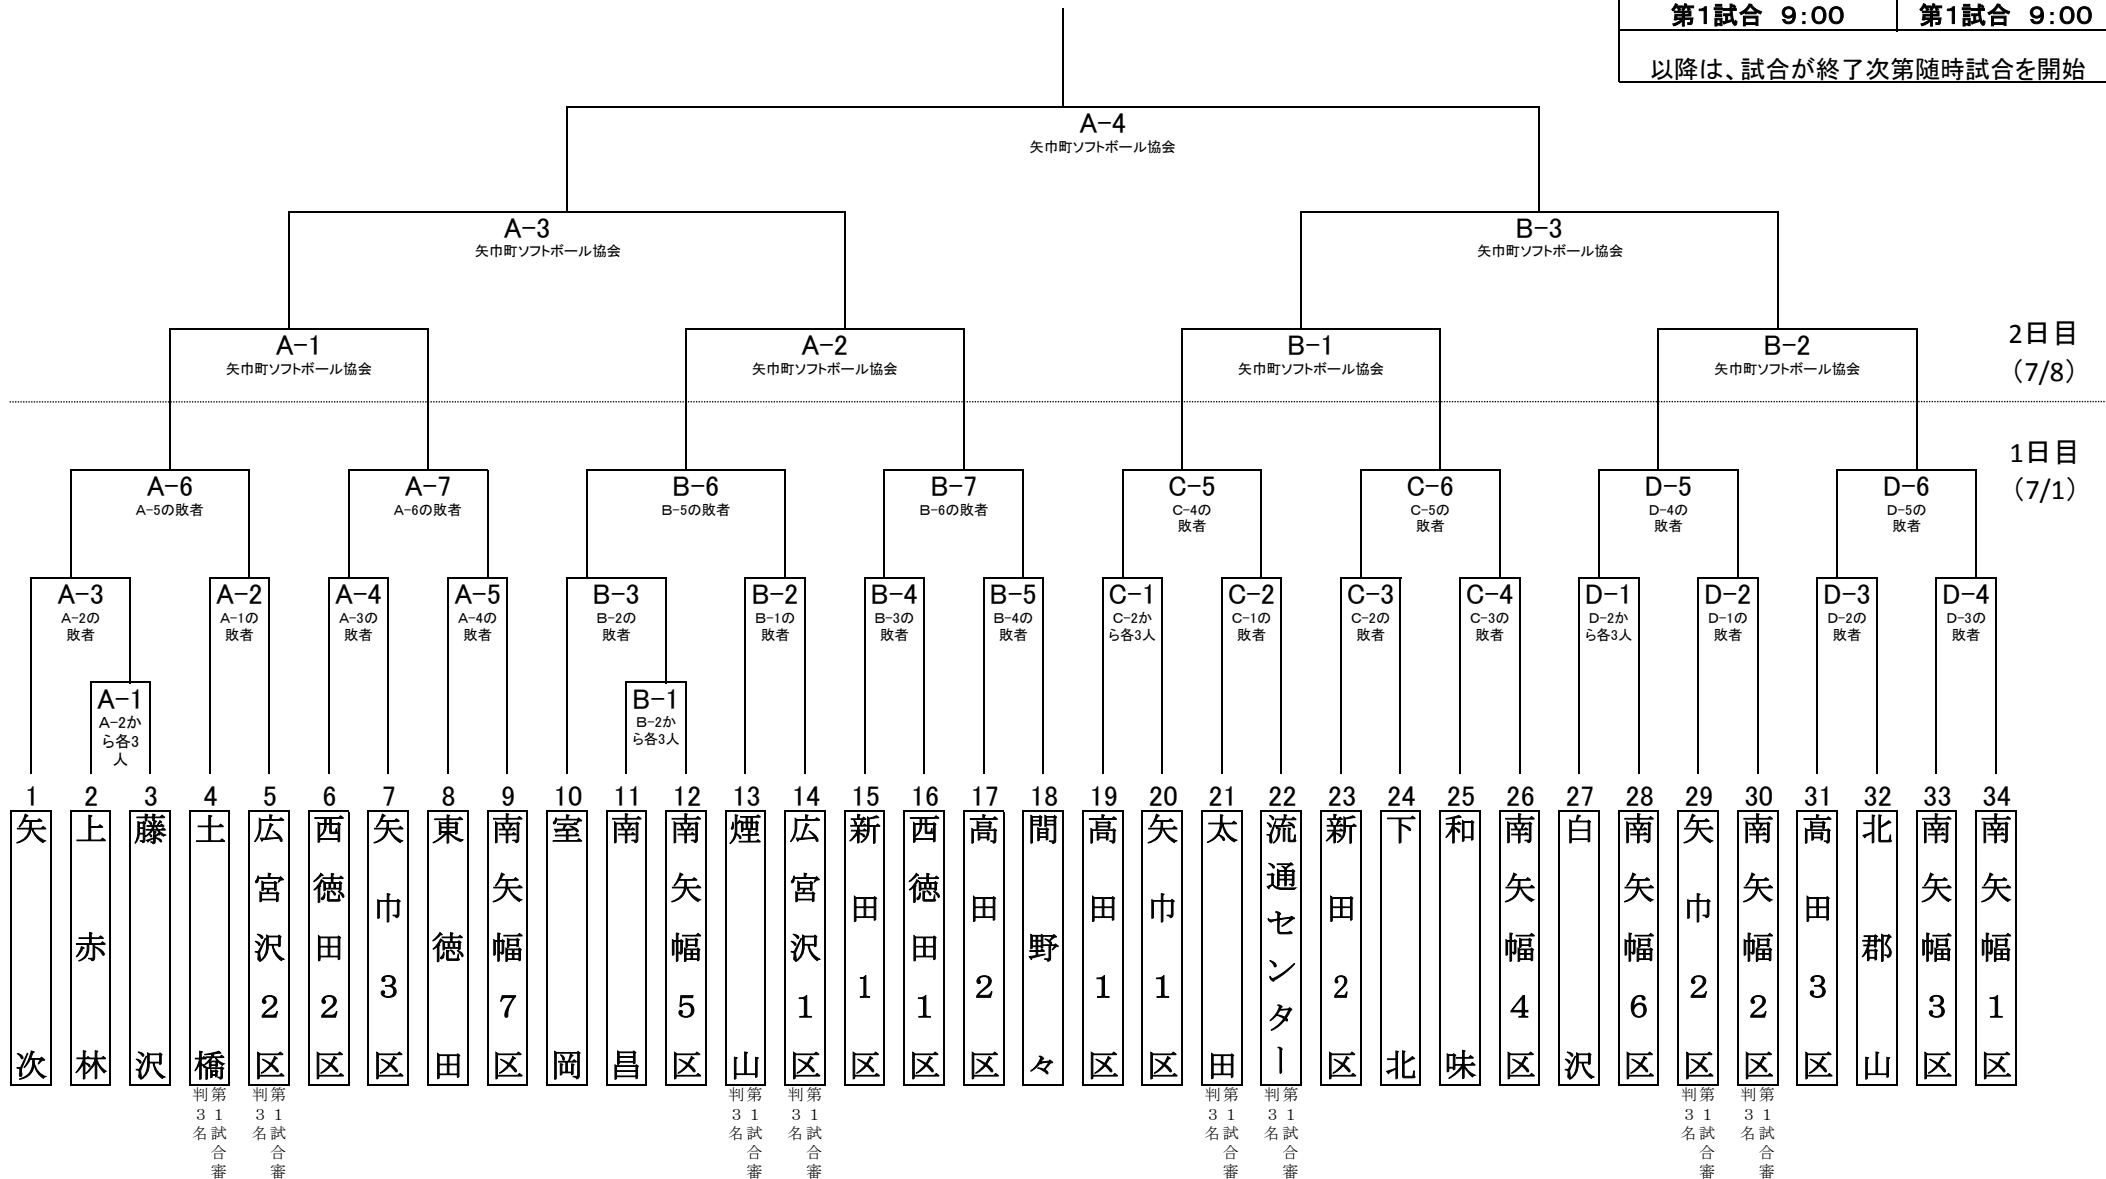 第1試合 9:00 第1試合 9:00
以降は、試合が終了次第随時試合を開始
A-4
矢巾町ソフトボール協会
A-3
矢巾町ソフトボール協会
B-3
矢巾町ソフトボール協会
A-1
矢巾町ソフトボール協会
A-2
矢巾町ソフトボール協会
B-1
矢巾町ソフトボール協会
B-2
矢巾町ソフトボール協会
2日目
(7/8)
1日目
(7/1)
A-6
A-5の敗者
A-7
A-6の敗者
B-6
B-5の敗者
B-7
B-6の敗者
C-5
C-4の
敗者
C-6
C-5の
敗者
D-5
D-4の
敗者
D-6
D-5の
敗者
A-3
A-2の
敗者
A-2
A-1の
敗者
A-4
A-3の
敗者
A-5
A-4の
敗者
B-3
B-2の
敗者
B-2
B-1の
敗者
B-4
B-3の
敗者
B-5
B-4の
敗者
C-1
C-2か
ら各3人
C-2
C-1の
敗者
C-3
C-2の
敗者
C-4
C-3の
敗者
D-1
D-2か
ら各3人
D-2
D-1の
敗者
D-3
D-2の
敗者
D-4
D-3の
敗者
A-1
A-2か
ら各3
人
B-1
B-2か
ら各3人
1
矢次
2
上赤林
3
藤沢
4
土橋
第1試合審
判3名
5
広宮沢2区
第1試合審
判3名
6
西徳田2区
7
矢巾3区
8
東徳田
9
南矢幅7区
10
室岡
11
南昌
12
南矢幅5区
13
煙山
第1試合審
判3名
14
広宮沢1区
第1試合審
判3名
15
新田1区
16
西徳田1区
17
高田2区
18
間野々
19
高田1区
20
矢巾1区
21
太田
第1試合審
判3名
22
流通センター
第1試合審
判3名
23
新田2区
24
下北
25
和味
26
南矢幅4区
27
白沢
28
南矢幅6区
29
矢巾2区
第1試合審
判3名
30
南矢幅2区
第1試合審
判3名
31
高田3区
32
北郡山
33
南矢幅3区
34
南矢幅1区